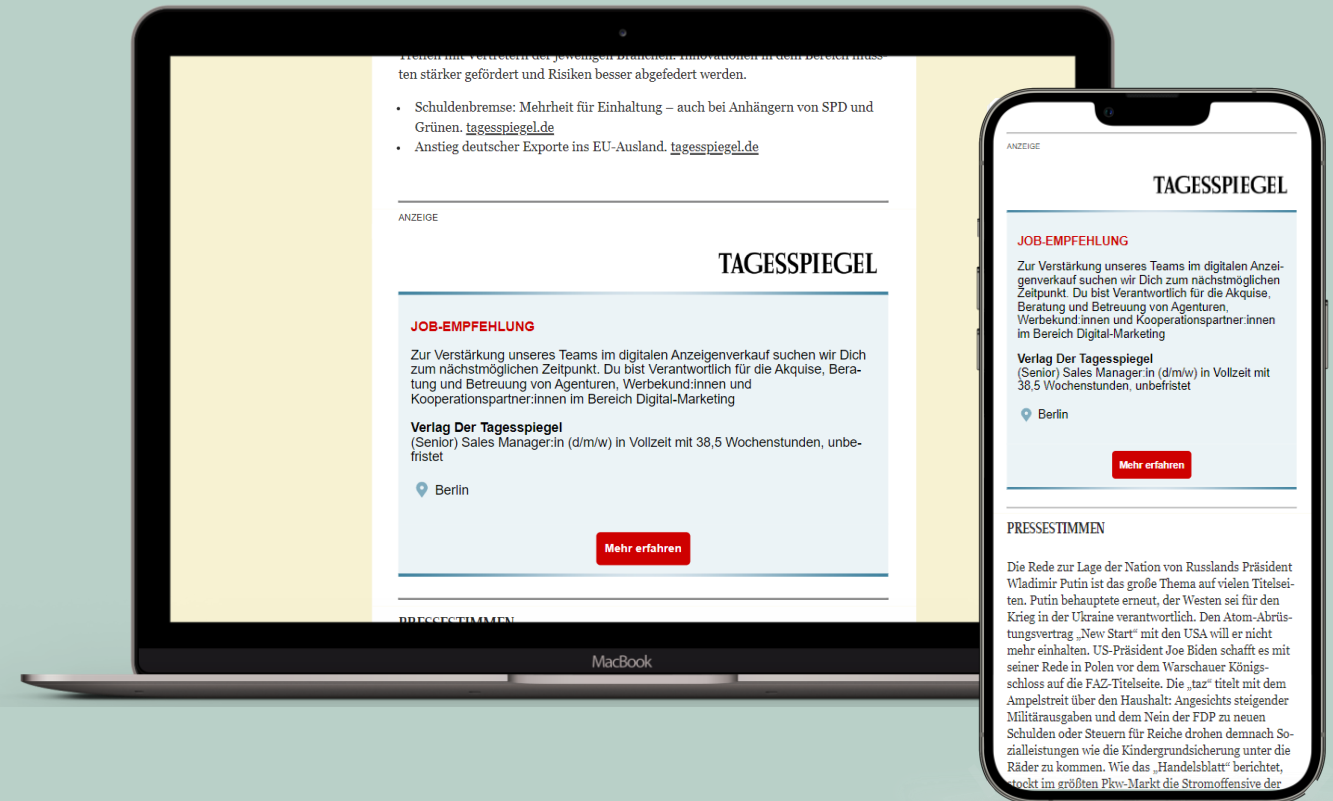 ten stärker gefördert und Risiken besser abgefedert werden.
• Schuldenbremse: Mehrheit für Einhaltung – auch bei Anhängern von SPD und
Grünen. tagesspiegel.de
• Anstieg deutscher Exporte ins EU-Ausland. tagesspiegel.de
ANZEIGE
TAGESSPIEGEL
JOB-EMPFEHLUNG
Zur Verstärkung unseres Teams im digitalen Anzeigenverkauf suchen wir Dich
zum nächstmöglichen Zeitpunkt. Du bist Verantwortlich für die Akquise, Bera-
tung und Betreuung von Agenturen, Werbekund:innen und
Kooperationspartner:innen im Bereich Digital-Marketing
Verlag Der Tagesspiegel
(Senior) Sales Manager:in (d/m/w) in Vollzeit mit 38,5 Wochenstunden, unbe-
fristet
Berlin
Mehr erfahren
PRESSESTIMMEN
MacBook
ANZEIGE
TAGESSPIEGEL
JOB-EMPFEHLUNG
Zur Verstärkung unseres Teams im digitalen Anzei-
genverkauf suchen wir Dich zum nächstmöglichen
Zeitpunkt. Du bist Verantwortlich für die Akquise,
Beratung und Betreuung von Agenturen,
Werbekund:innen und Kooperationspartner:innen
im Bereich Digital-Marketing
Verlag Der Tagesspiegel
(Senior) Sales Manager:in (d/m/w) in Vollzeit mit
38,5 Wochenstunden, unbefristet
Berlin
Mehr erfahren
PRESSESTIMMEN
Die Rede zur Lage der Nation von Russlands Präsident
Wladimir Putin ist das große Thema auf vielen Titelsei-
ten. Putin behauptete erneut, der Westen sei für den
Krieg in der Ukraine verantwortlich. Den Atom-Abrüs-
tungsvertrag „New Start“ mit den USA will er nicht
mehr einhalten. US-Präsident Joe Biden schafft es mit
seiner Rede in Polen vor dem Warschauer Königs-
schloss auf die FAZ-Titelseite. Die „taz“ titelt mit dem
Ampelstreit über den Haushalt: Angesichts steigender
Militärausgaben und dem Nein der FDP zu neuen
Schulden oder Steuern für Reiche drohen demnach So-
zialleistungen wie die Kindergrundsicherung unter die
Räder zu kommen. Wie das „Handelsblatt“ berichtet,
stockt im größten Pkw-Markt die Stromoffensive der